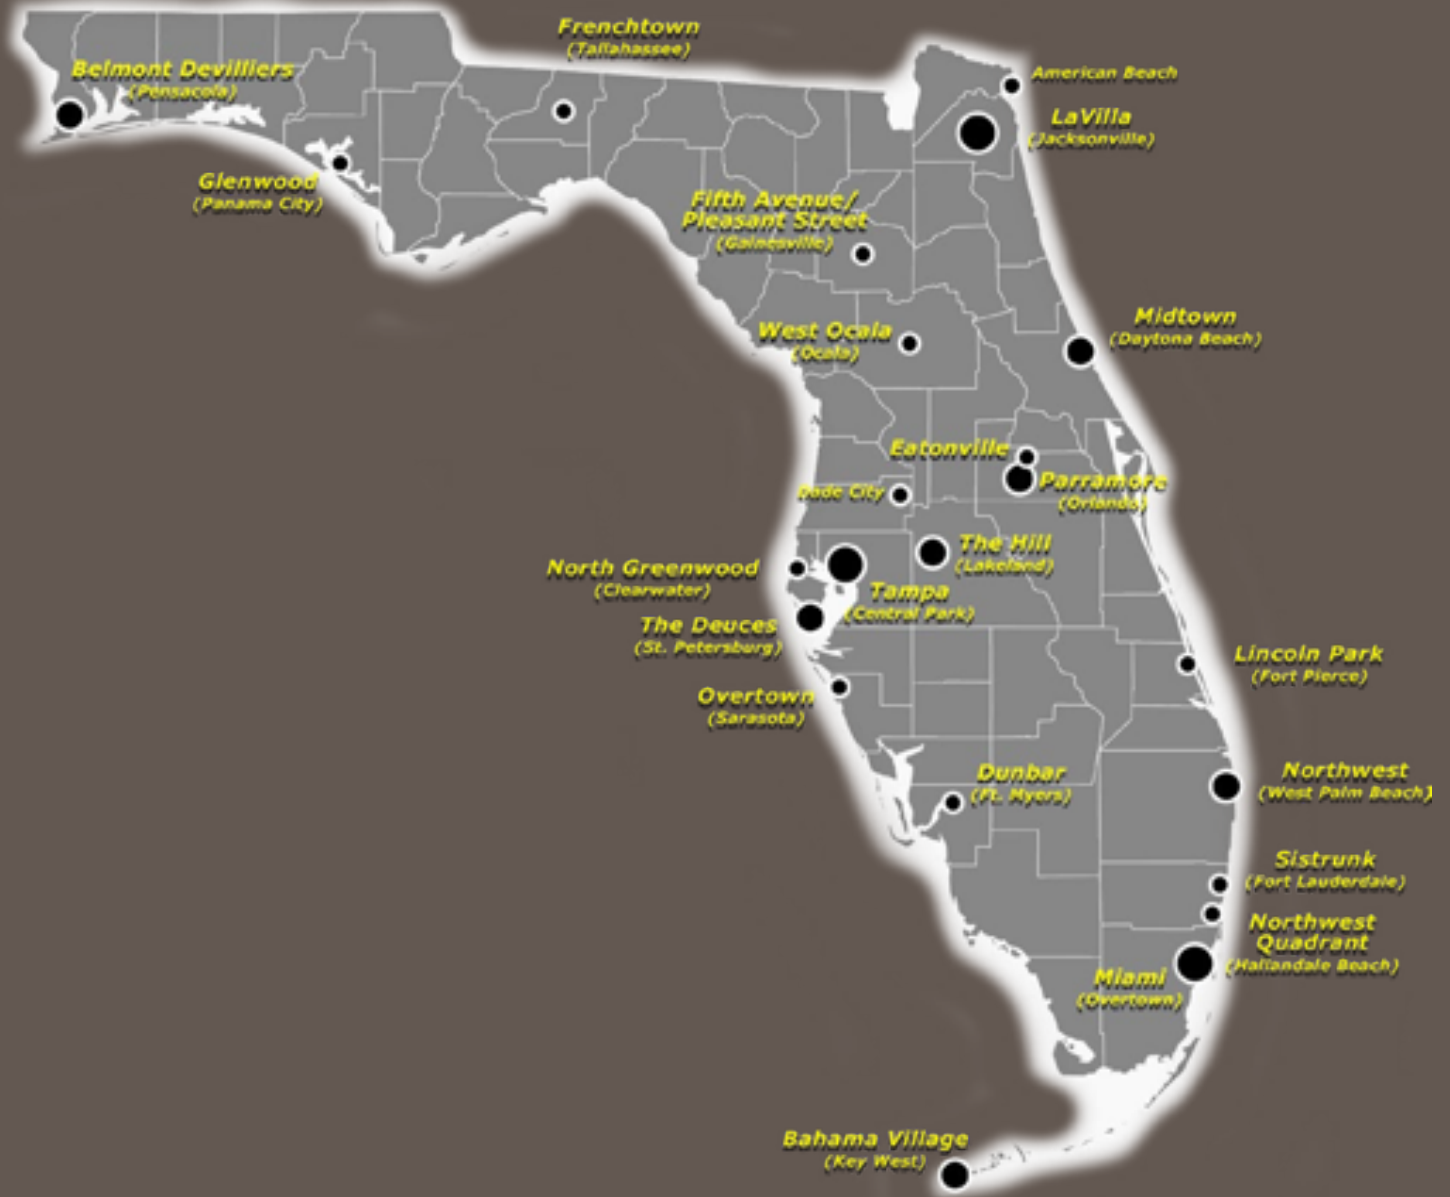 Frenchtown
(Tallahassee)
Belmont Devilliers
(Pensacola)
American Beach
LaVilla
(Jacksonville)
Glenwood
(Panama City)
Fifth Avenue/
Pleasant Street
(Gainesville)
Midtown
(Daytona Beach)
West Ocala
(Ocala)
Eatonville
Parramore
(Orlando)
Dade City
The Hill
(Lakeland)
North Greenwood
(Clearwater)
Tampa
(Central Park)
The Deuces
(St. Petersburg)
Lincoln Park
(Fort Pierce)
Overtown
(Sarasota)
Dunbar
(Ft. Myers)
Northwest
(West Palm Beach)
Sistrunk
(Fort Lauderdale)
Northwest
Quadrant
(Hallandale Beach)
Miami
(Overtown)
Bahama Village
(Key West)